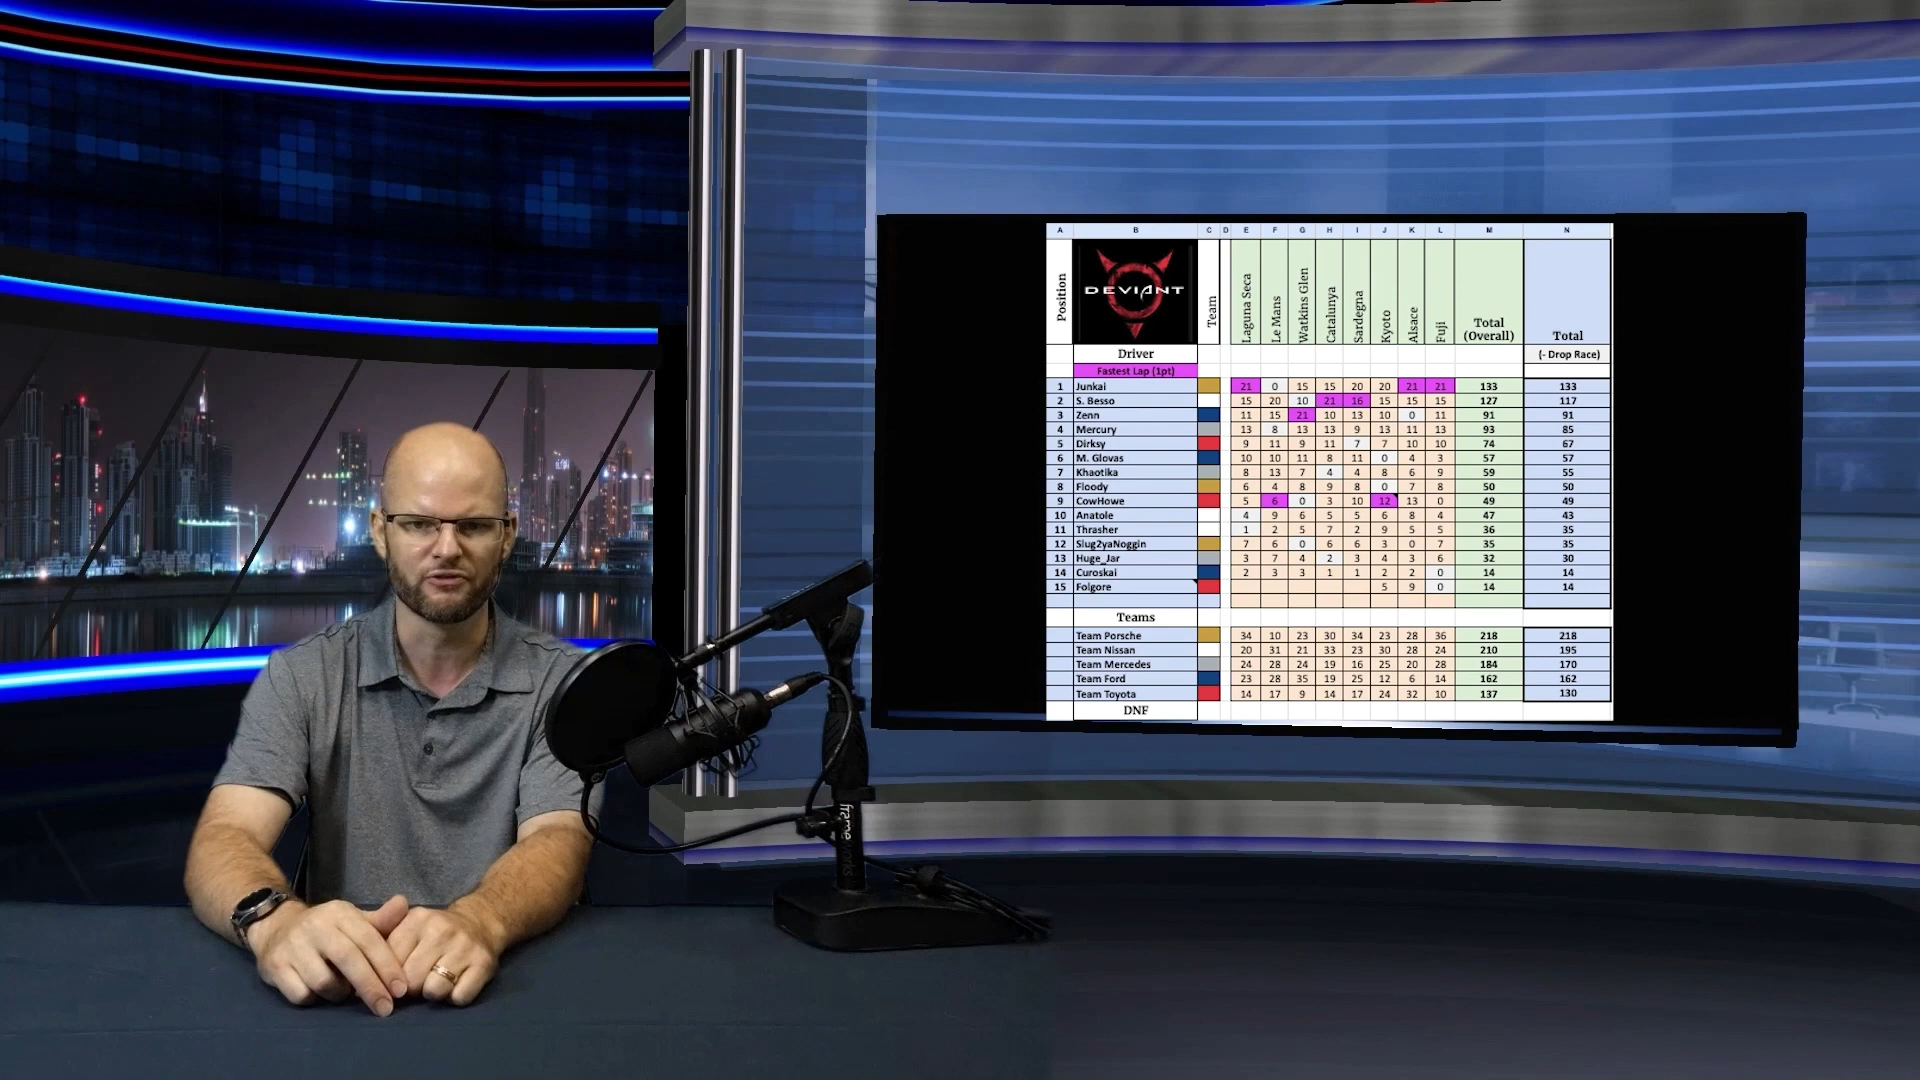 A B C D E F G H I J K L M N
Position DEVIANT Team Laguna Seca Le Mans Watkins Glen Catalunya Sardegna Kyoto Alsace Fuji Total (Overall) Total
Driver (- Drop Race)
Fastest Lap (1pt)
1 Junkai 21 0 15 15 20 20 21 21 133 133
2 S. Besso 15 20 10 21 16 15 15 15 127 117
3 Zenn 11 15 21 10 13 10 0 11 91 91
4 Mercury 13 8 13 13 9 13 11 13 93 85
5 Dirksy 9 11 9 11 7 7 10 10 74 67
6 M. Glovas 10 10 11 8 11 0 4 3 57 57
7 Khaotika 8 13 7 4 4 8 6 9 59 55
8 Floody 6 4 8 9 8 0 7 8 50 50
9 CowHowe 5 6 0 3 10 12 13 0 49 49
10 Anatole 4 9 6 5 5 6 8 4 47 43
11 Thrasher 1 2 5 7 2 9 5 5 36 35
12 Slug2yaNoggin 7 6 0 6 6 3 0 7 35 35
13 Huge_Jar 3 7 4 2 3 4 3 6 32 30
14 Curoskai 2 3 3 1 1 2 2 0 14 14
15 Folgore 5 9 0 14 14
Teams
Team Porsche 34 10 23 30 34 23 28 36 218 218
Team Nissan 20 31 21 33 23 30 28 24 210 195
Team Mercedes 24 28 24 19 16 25 20 28 184 170
Team Ford 23 28 35 19 25 12 6 14 162 162
Team Toyota 14 17 9 14 17 24 32 10 137 130
DNF